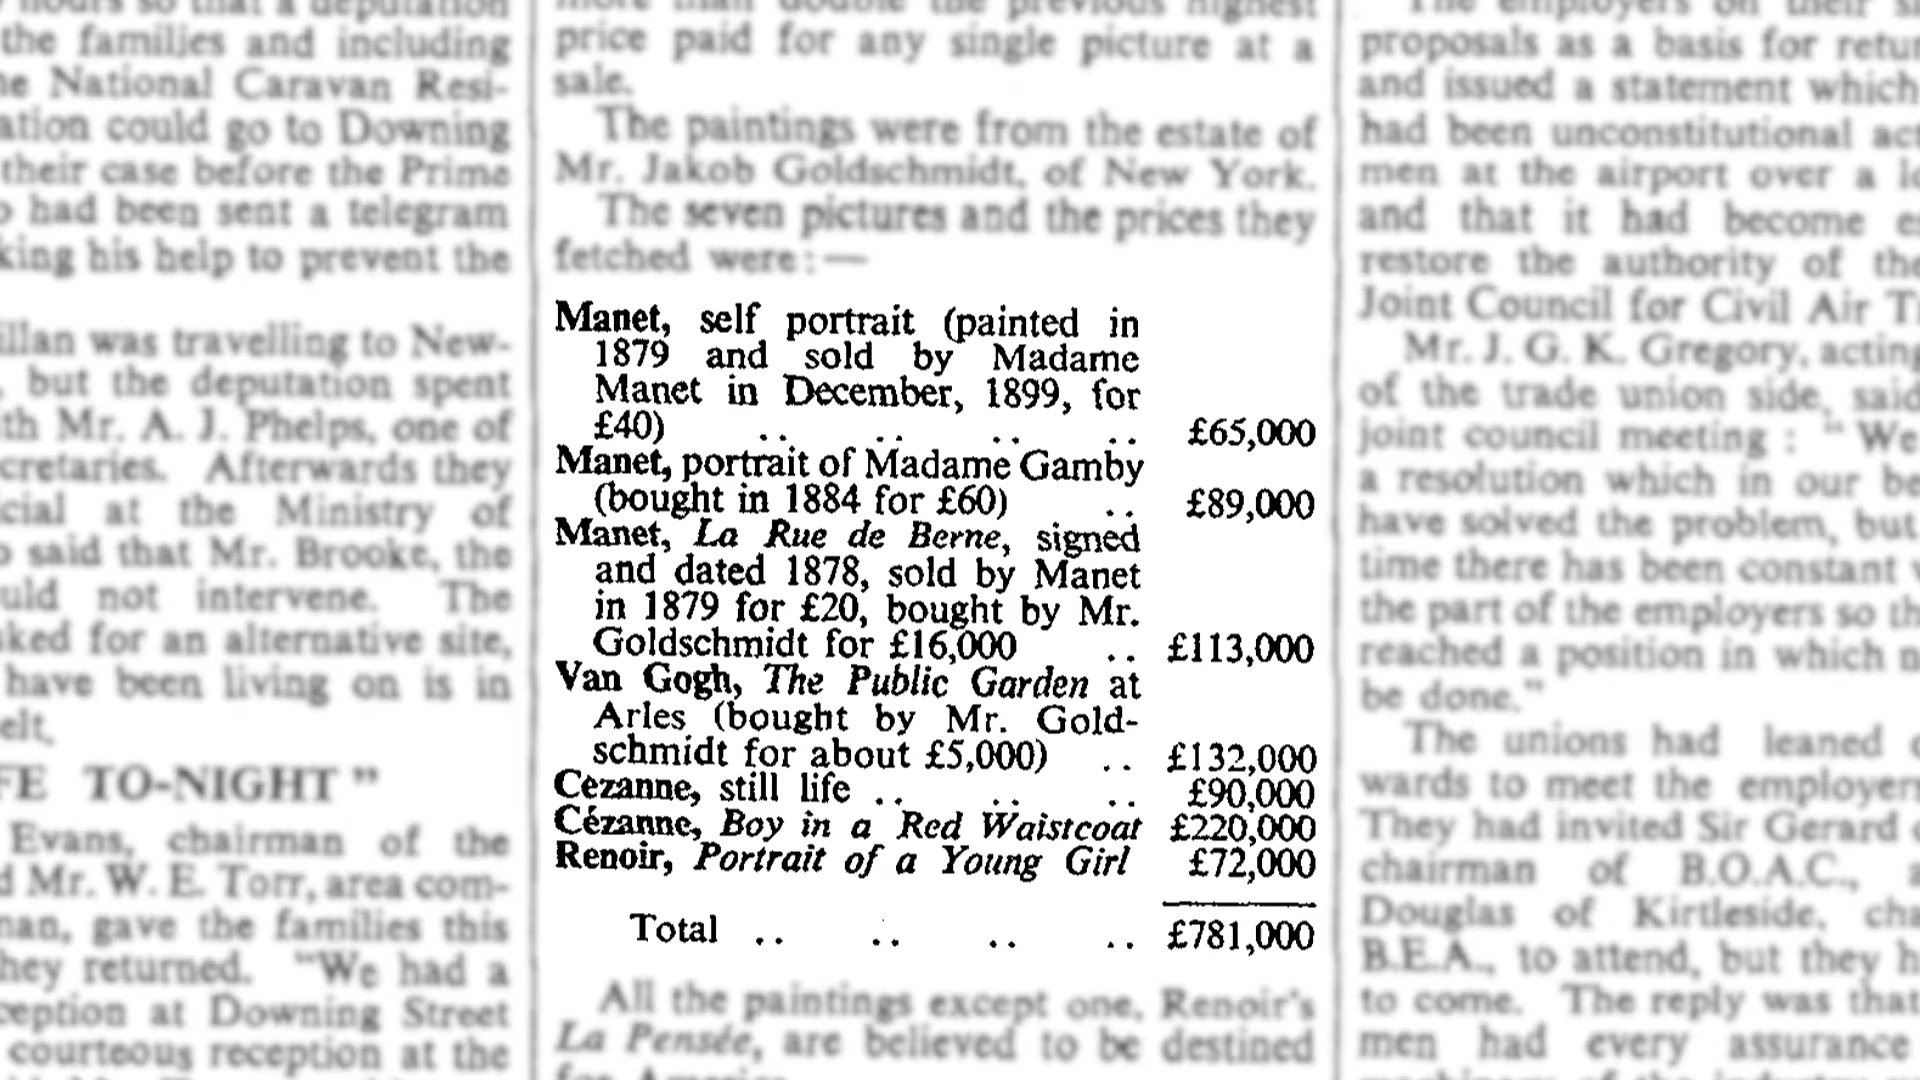 hours so that a deputation
the families and including
he National Caravan Resi-
ation could go to Downing
their case before the Prime
o had been sent a telegram
king his help to prevent the
illan was travelling to New-
, but the deputation spent
ith Mr. A. J. Phelps, one of
cretaries. Afterwards they
cial at the Ministry of
o said that Mr. Brooke, the
uld not intervene. The
ked for an alternative site,
have been living on is in
elt.
FE TO-NIGHT"
Evans, chairman of the
d Mr. W. E. Torr, area com-
man, gave the families this
hey returned. "We had a
ception at Downing Street
courteous reception at the
more than double the previous highest
price paid for any single picture at a
sale.
The paintings were from the estate of
Mr. Jakob Goldschmidt, of New York.
The seven pictures and the prices they
fetched were:—
Manet, self portrait (painted in
1879 and sold by Madame
Manet in December, 1899, for
£40) .. .. .. .. £65,000
Manet, portrait of Madame Gamby
(bought in 1884 for £60) .. £89,000
Manet, La Rue de Berne, signed
and dated 1878, sold by Manet
in 1879 for £20, bought by Mr.
Goldschmidt for £16,000 .. £113,000
Van Gogh, The Public Garden at
Arles (bought by Mr. Gold-
schmidt for about £5,000) .. £132,000
Cézanne, still life .. .. .. £90,000
Cézanne, Boy in a Red Waistcoat £220,000
Renoir, Portrait of a Young Girl £72,000
Total .. .. .. .. £781,000
All the paintings except one, Renoir's
La Pensée, are believed to be destined
for America.
The employers on their
proposals as a basis for retu
and issued a statement which
had been unconstitutional act
men at the airport over a lo
and that it had become es
restore the authority of the
Joint Council for Civil Air T
Mr. J. G. K. Gregory, acting
of the trade union side, said
joint council meeting : "We
a resolution which in our be
have solved the problem, but
time there has been constant
the part of the employers so th
reached a position in which n
be done."
The unions had leaned
wards to meet the employers
They had invited Sir Gerard
chairman of B.O.A.C., a
Douglas of Kirtleside, cha
B.E.A., to attend, but they h
to come. The reply was that
men had every assurance